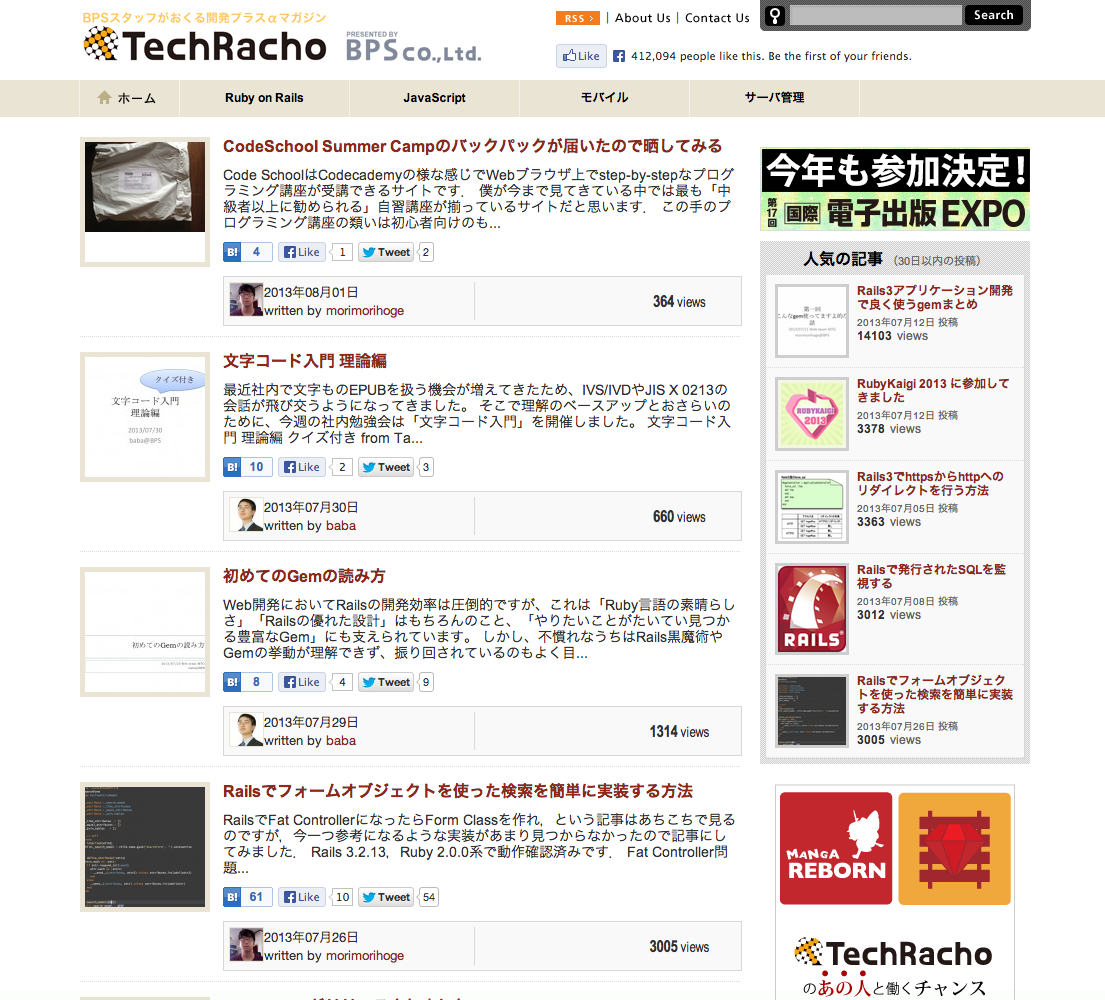 BPSスタッフがおくる開発プラスαマガジン
TechRacho
PRESENTED BY
BPSco.,Ltd.
RSS
About Us
Contact Us
Search
Like
412,094 people like this. Be the first of your friends.
ホーム
Ruby on Rails
JavaScript
モバイル
サーバ管理
CodeSchool Summer Campのバックパックが届いたので晒してみる
Code SchoolはCodecademyの様な感じでWebブラウザ上でstep-by-stepなプログ
ラミング講座が受講できるサイトです． 僕が今まで見てきている中では最も「中
級者以上に勧められる」自習講座が揃っているサイトだと思います． この手のプ
ログラミング講座の類いは初心者向けのも...
B! 4 Like 1 Tweet 2
2013年08月01日
written by morimorihoge
364 views
クイズ付き
文字コード入門
理論編
2013/07/30
baba@BPS
文字コード入門 理論編
最近社内で文字ものEPUBを扱う機会が増えてきたため、IVS/IVDやJIS X 0213の
会話が飛び交うようになってきました。 そこで理解のベースアップとおさらいの
ために、今週の社内勉強会は「文字コード入門」を開催しました。 文字コード入
門 理論編 クイズ付き from Ta...
B! 10 Like 2 Tweet 3
2013年07月30日
written by baba
660 views
初めてのGemの読み方
初めてのGemの読み方
Web開発においてRailsの開発効率は圧倒的ですが、これは「Ruby言語の素晴らし
さ」「Railsの優れた設計」はもちろんのこと、「やりたいことがたいてい見つか
る豊富なGem」にも支えられています。 しかし、不慣れなうちはRails黒魔術や
Gemの挙動が理解できず、振り回されているのもよく目...
B! 8 Like 4 Tweet 9
2013年07月29日
written by baba
1314 views
Railsでフォームオブジェクトを使った検索を簡単に実装する方法
RailsでFat ControllerになったらForm Classを作れ，という記事はあちこちで見る
のですが，今一つ参考になるような実装があまり見つからなかったので記事にし
てみました． Rails 3.2.13，Ruby 2.0.0系で動作確認済みです． Fat Controller問
題...
B! 61 Like 10 Tweet 54
2013年07月26日
written by morimorihoge
3005 views
今年も参加決定!
第17回 国際 電子出版 EXPO
人気の記事 （30日以内の投稿）
第一回
こんなgem使ってますよ的な
話
Rails3アプリケーション開発
で良く使うgemまとめ
2013年07月12日 投稿
14103 views
RUBYKAIGI
2013
RubyKaigi 2013 に参加して
きました
2013年07月12日 投稿
3378 views
Rails3でhttpsからhttpへの
リダイレクトを行う方法
2013年07月05日 投稿
3363 views
RAILS
Railsで発行されたSQLを監
視する
2013年07月08日 投稿
3012 views
Railsでフォームオブジェク
トを使った検索を簡単に実装
する方法
2013年07月26日 投稿
3005 views
MANGA
REBORN
TechRacho
のあの人と働くチャンス